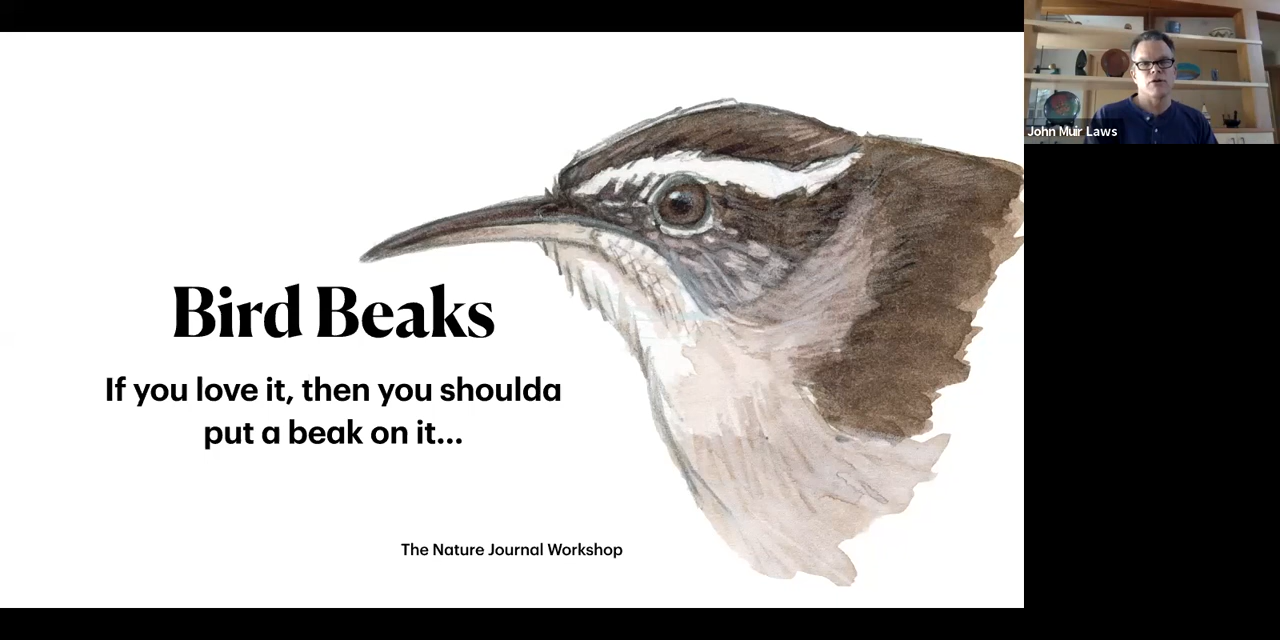 John Muir Laws
Bird Beaks
If you love it, then you shoulda
put a beak on it...
The Nature Journal Workshop